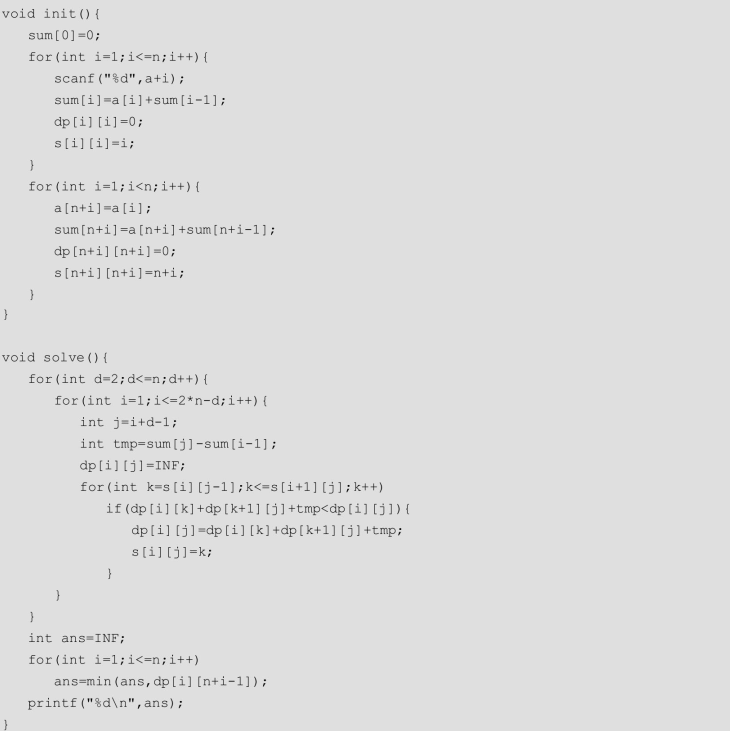 void init(){
   sum[0]=0;
   for(int i=1;i<=n;i++){
      scanf("%d",a+i);
      sum[i]=a[i]+sum[i-1];
      dp[i][i]=0;
      s[i][i]=i;
   }
   for(int i=1;i<n;i++){
      a[n+i]=a[i];
      sum[n+i]=a[n+i]+sum[n+i-1];
      dp[n+i][n+i]=0;
      s[n+i][n+i]=n+i;
   }
}

void solve(){
   for(int d=2;d<=n;d++){
      for(int i=1;i<=2*n-d;i++){
         int j=i+d-1;
         int tmp=sum[j]-sum[i-1];
         dp[i][j]=INF;
         for(int k=s[i][j-1];k<=s[i+1][j];k++)
            if(dp[i][k]+dp[k+1][j]+tmp<dp[i][j]){
               dp[i][j]=dp[i][k]+dp[k+1][j]+tmp;
               s[i][j]=k;
            }
      }
   }
   int ans=INF;
   for(int i=1;i<=n;i++)
      ans=min(ans,dp[i][n+i-1]);
   printf("%d\n",ans);
}